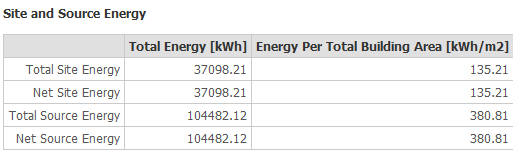 Site and Source Energy
Total Energy [kWh] Energy Per Total Building Area [kWh/m2]
Total Site Energy 37098.21 135.21
Net Site Energy 37098.21 135.21
Total Source Energy 104482.12 380.81
Net Source Energy 104482.12 380.81